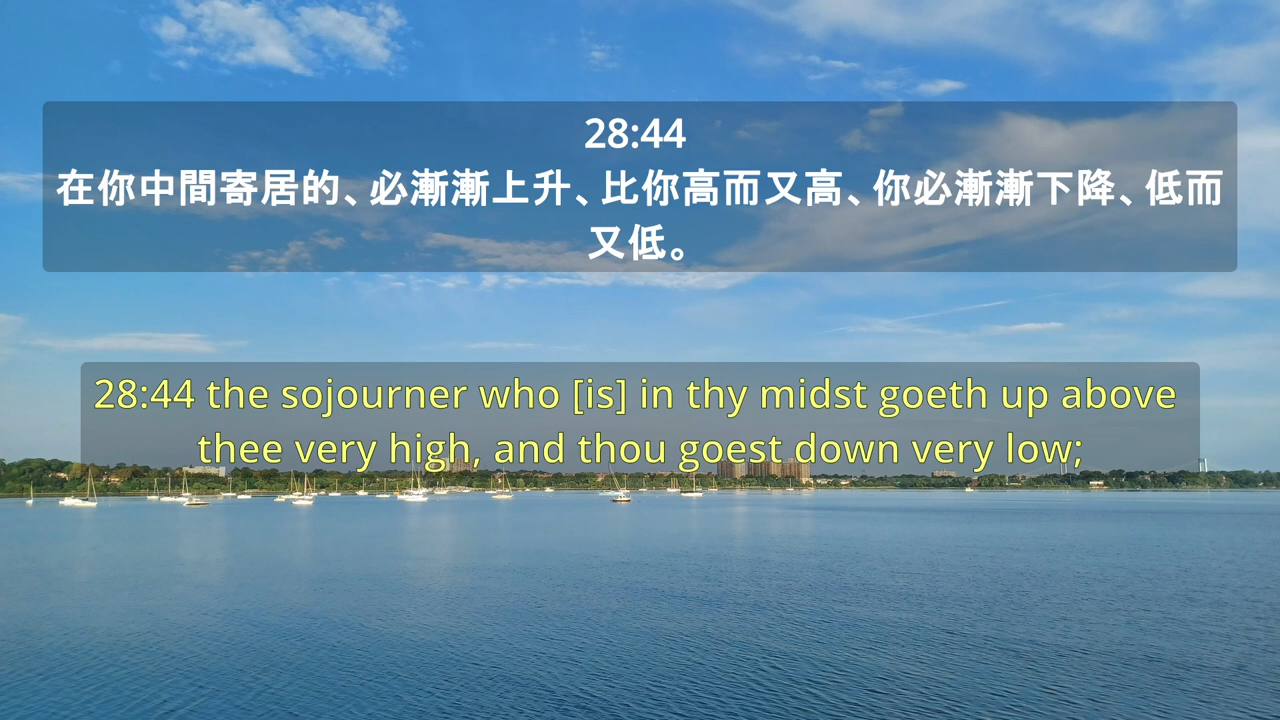 28:44
在你中間寄居的、必漸漸上升、比你高而又高、你必漸漸下降、低而
又低。
28:44 the sojourner who [is] in thy midst goeth up above
thee very high, and thou goest down very low;